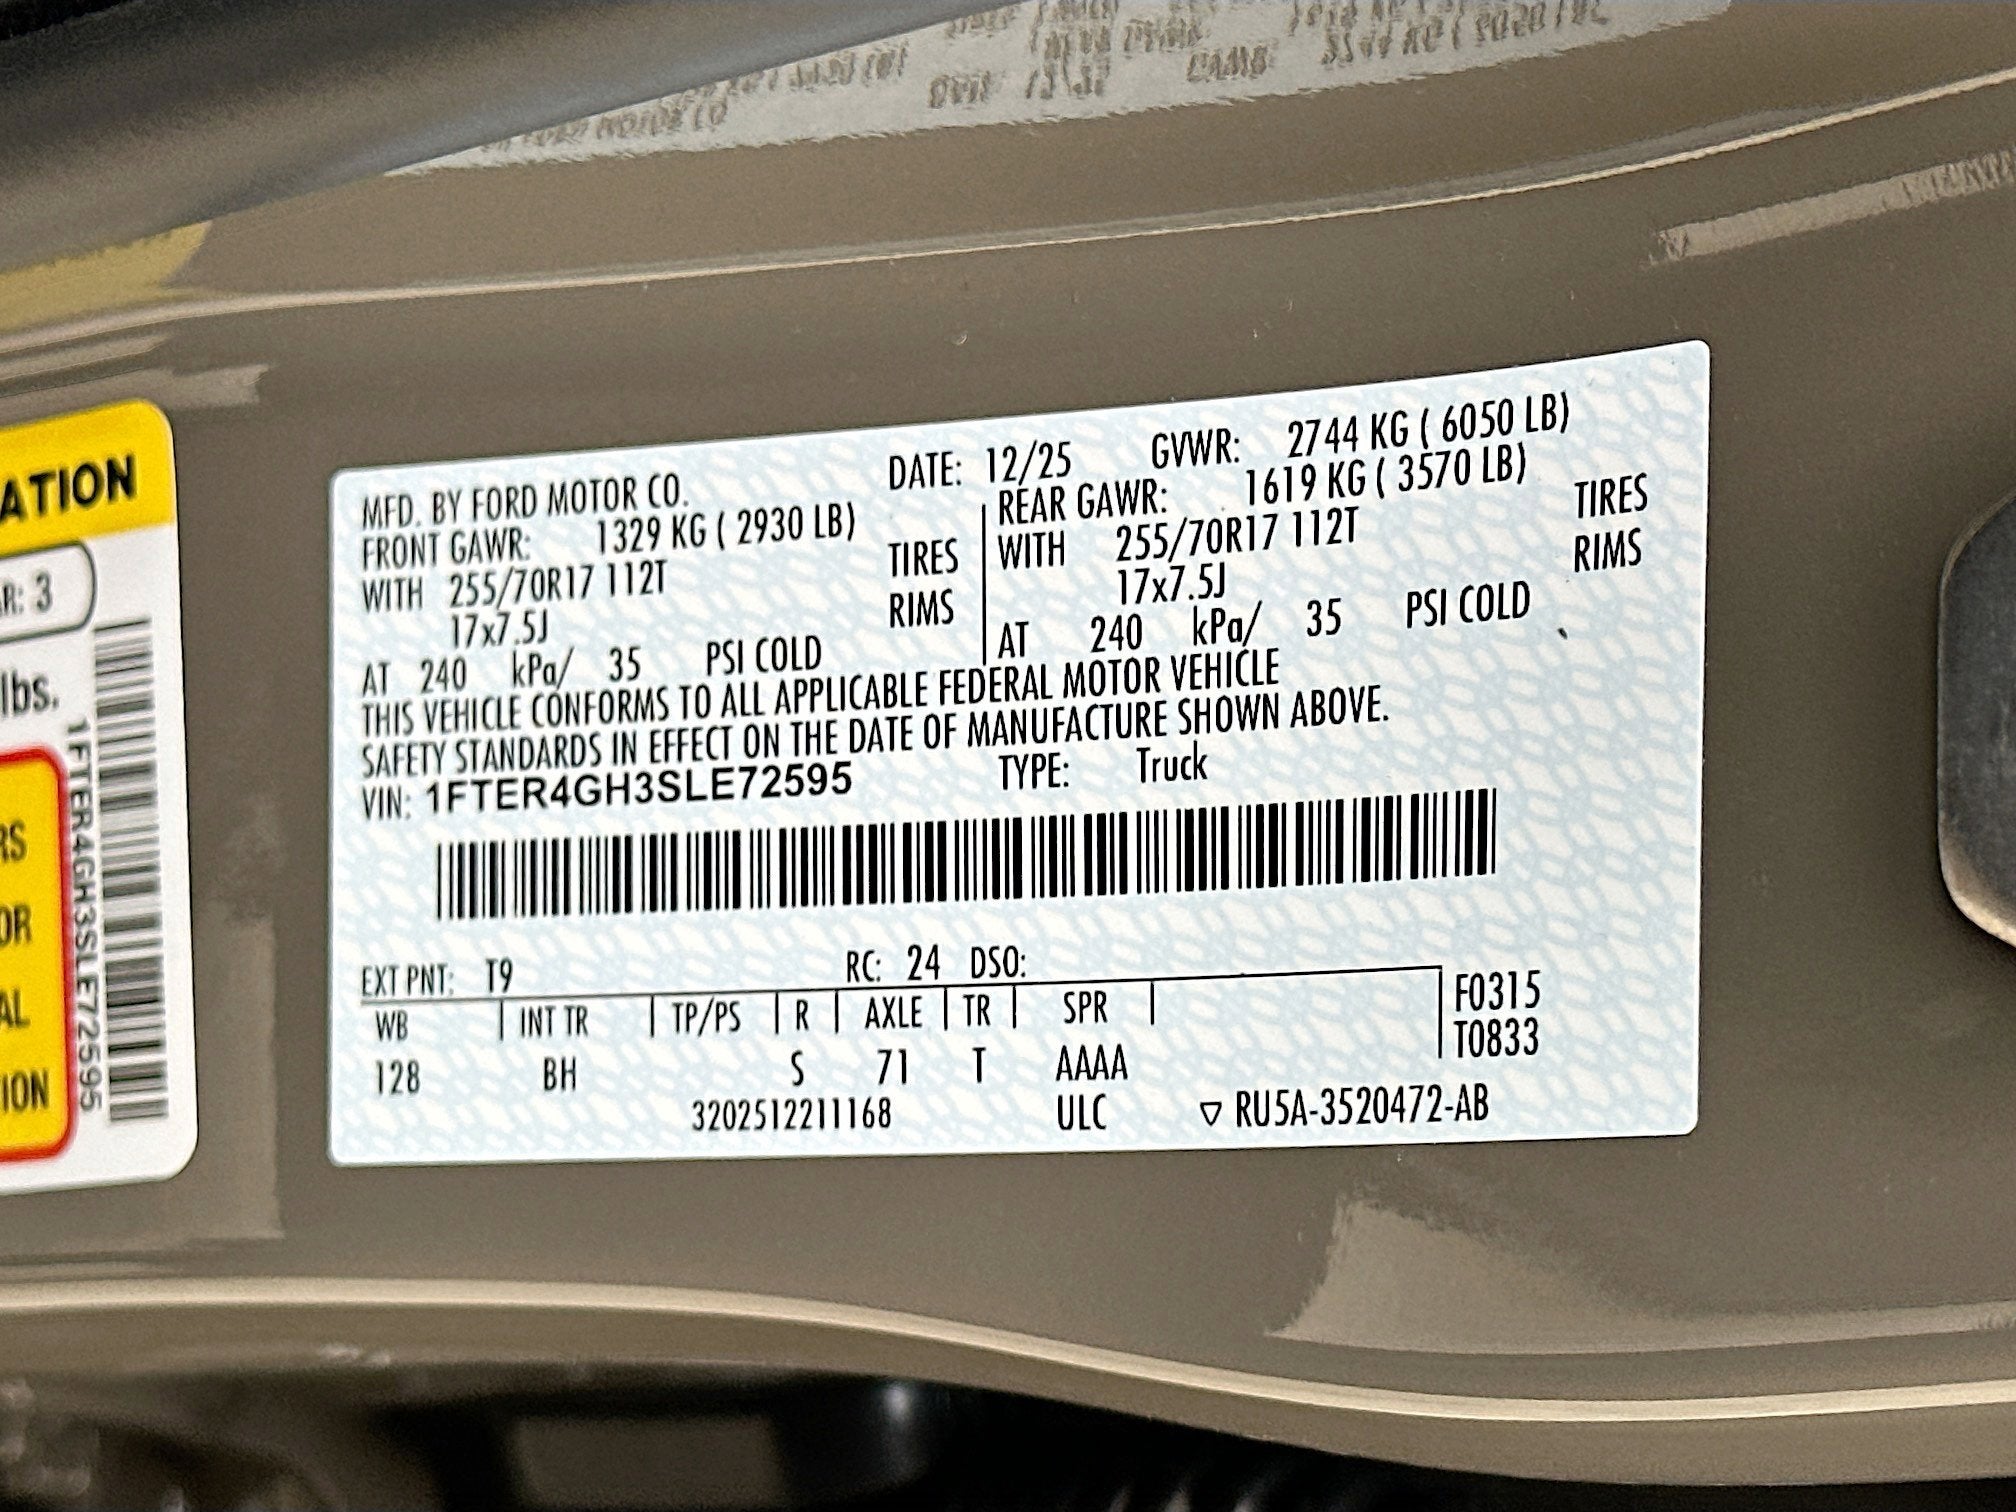 MFD. BY FORD MOTOR CO. DATE: 12/25 GVWR: 2744 KG ( 6050 LB)
FRONT GAWR: 1329 KG ( 2930 LB) REAR GAWR: 1619 KG ( 3570 LB)
WITH 255/70R17 112T TIRES WITH 255/70R17 112T TIRES
17x7.5J RIMS 17x7.5J RIMS
AT 240 kPa/ 35 PSI COLD AT 240 kPa/ 35 PSI COLD
THIS VEHICLE CONFORMS TO ALL APPLICABLE FEDERAL MOTOR VEHICLE
SAFETY STANDARDS IN EFFECT ON THE DATE OF MANUFACTURE SHOWN ABOVE.
VIN: 1FTER4GH3SLE72595 TYPE: Truck
EXT PNT: T9 RC: 24 DSO:
WB | INT TR | TP/PS | R | AXLE | TR | SPR | F0315
T0833
128 BH S 71 T AAAA
3202512211168 ULC ▽ RU5A-3520472-AB
ATION
R: 3
lbs.
1FTER4GH3SLE72595
RS
OR
AL
ION